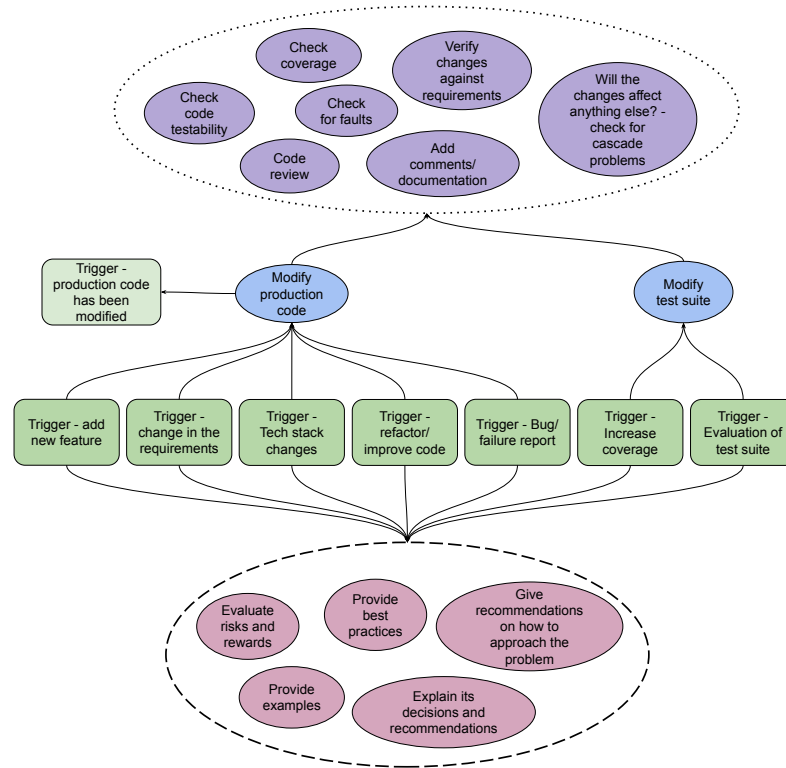 Check
coverage
Verify
changes
against
requirements
Will the
changes affect
anything else? -
check for
cascade
problems
Check
code
testability
Check
for faults
Code
review
Add
comments/
documentation
Trigger -
production code
has been
modified
Modify
production
code
Modify
test suite
Trigger - add
new feature
Trigger -
change in the
requirements
Trigger -
Tech stack
changes
Trigger -
refactor/
improve code
Trigger - Bug/
failure report
Trigger -
Increase
coverage
Trigger -
Evaluation of
test suite
Evaluate
risks and
rewards
Provide
best
practices
Give
recommendations
on how to
approach the
problem
Provide
examples
Explain its
decisions and
recommendations